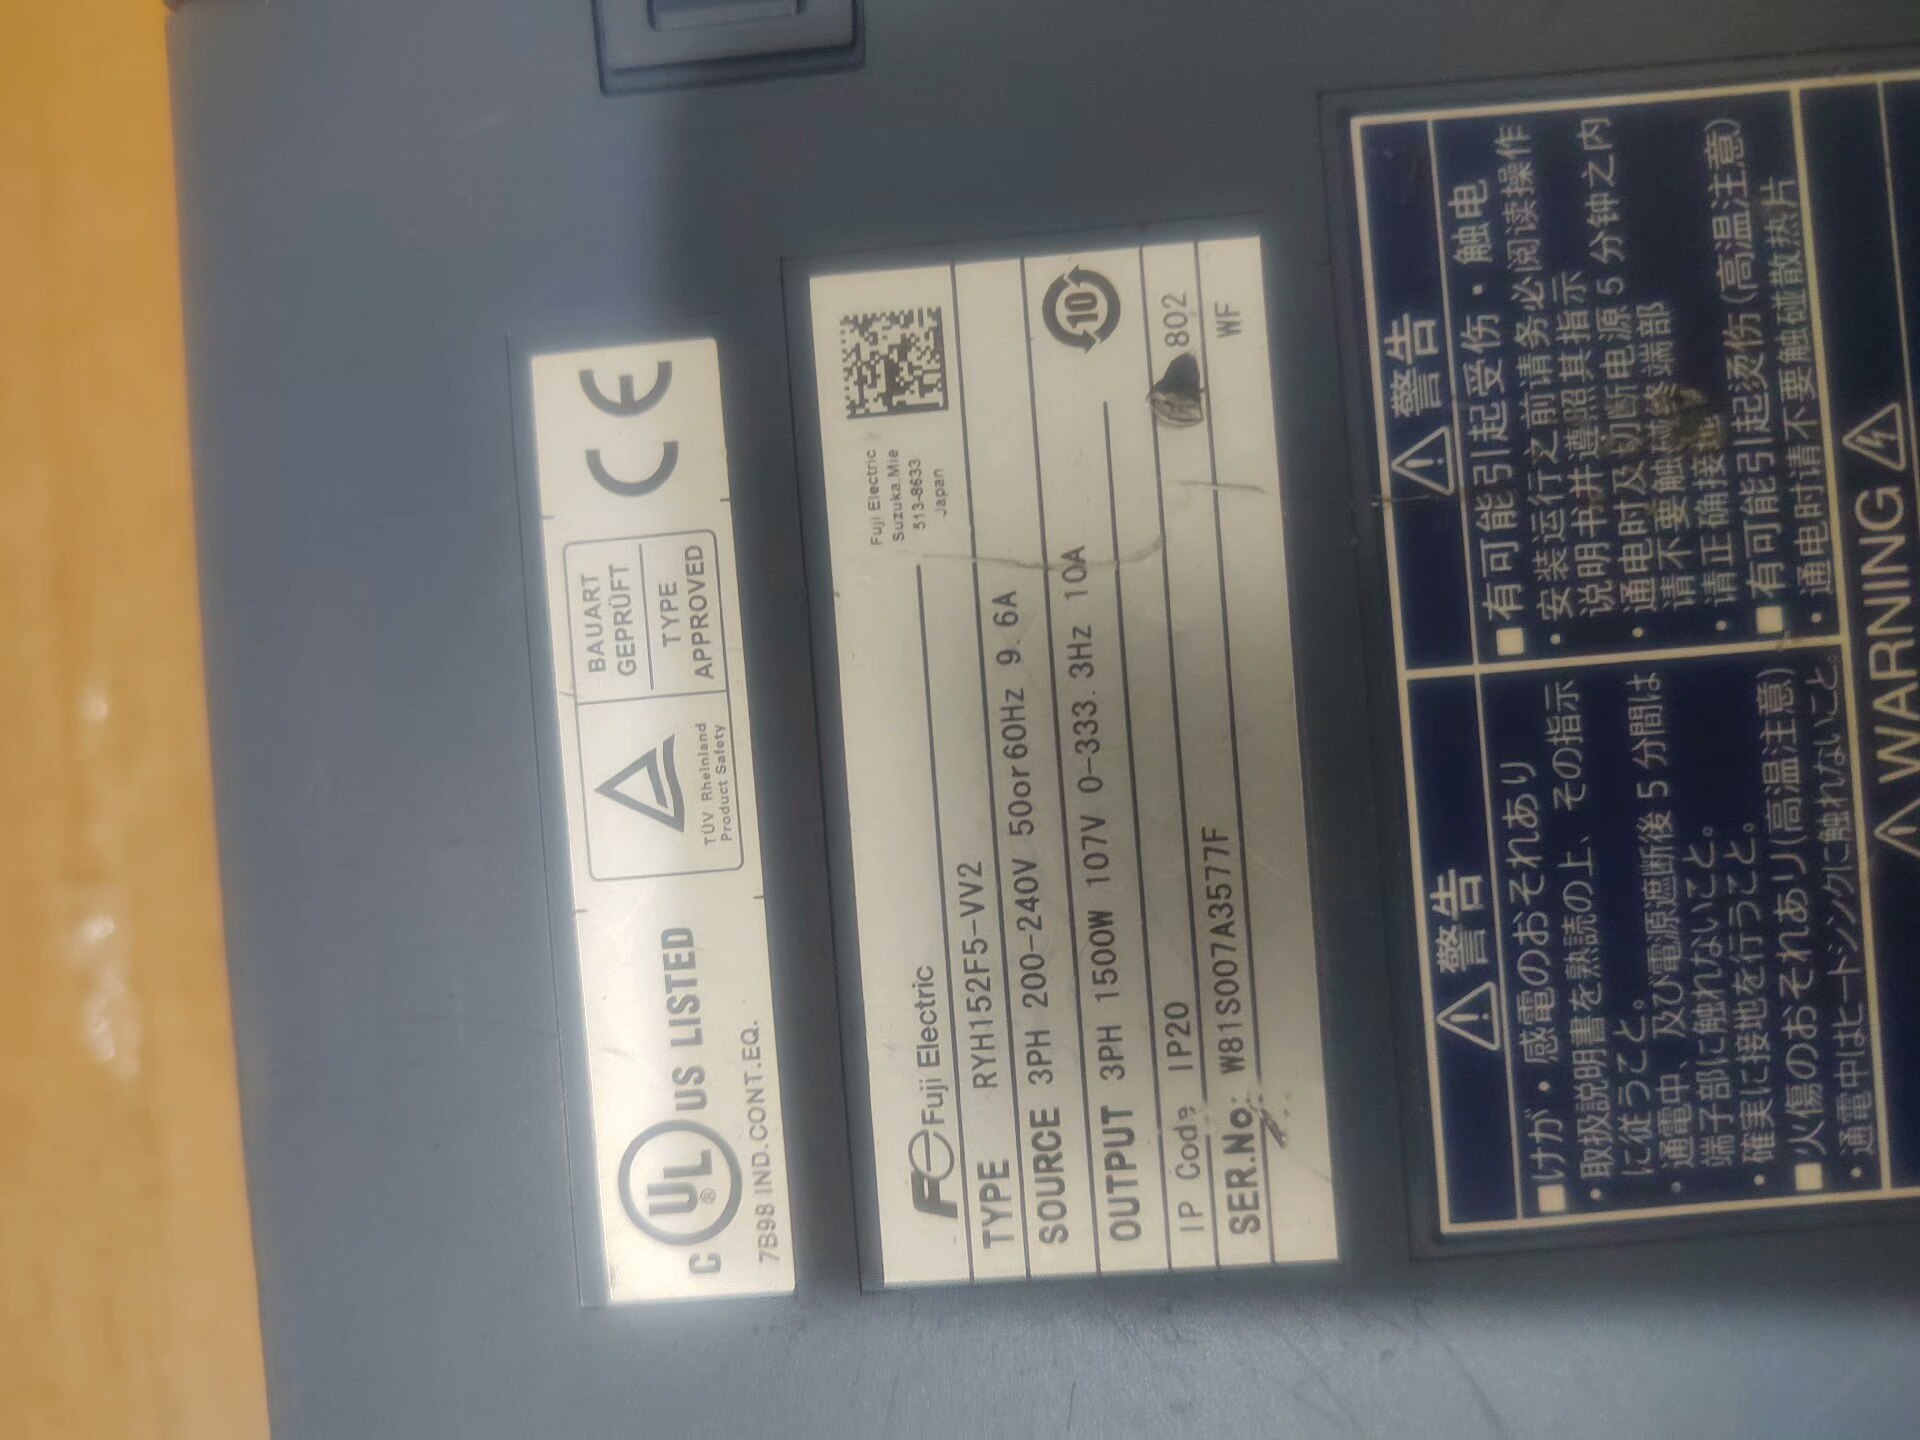 C UL ® US LISTED
7B98 IND.CONT.EQ.
TÜV Rheinland
Product Safety
BAUART
GEPRÜFT
TYPE
APPROVED
CE
Fe Fuji Electric
Fuji Electric
Suzuka.Mie
513-8633
Japan
TYPE RYH152F5-VV2
SOURCE 3PH 200-240V 50or60Hz 9.6A
OUTPUT 3PH 1500W 107V 0-333.3Hz 10A
10
IP Code IP20
802
SER.No. W81S007A3577F
WF
警告
■けが・感電のおそれあり
・取扱説明書を熟読の上、その指示
に従うこと。
・通電中、及び電源遮断後5分間は
端子部に触れないこと。
・確実に接地を行うこと。
■火傷のおそれあり(高温注意)
・通電中はヒートシンクに触れないこと。
警告
■有可能引起受伤・触电
・安装运行之前请务必阅读操作
说明书并遵照其指示
・通电时及切断电源5分钟之内
请不要触碰终端部
・请正确接地
■有可能引起烫伤(高温注意)
・通电时请不要触碰散热片
WARNING